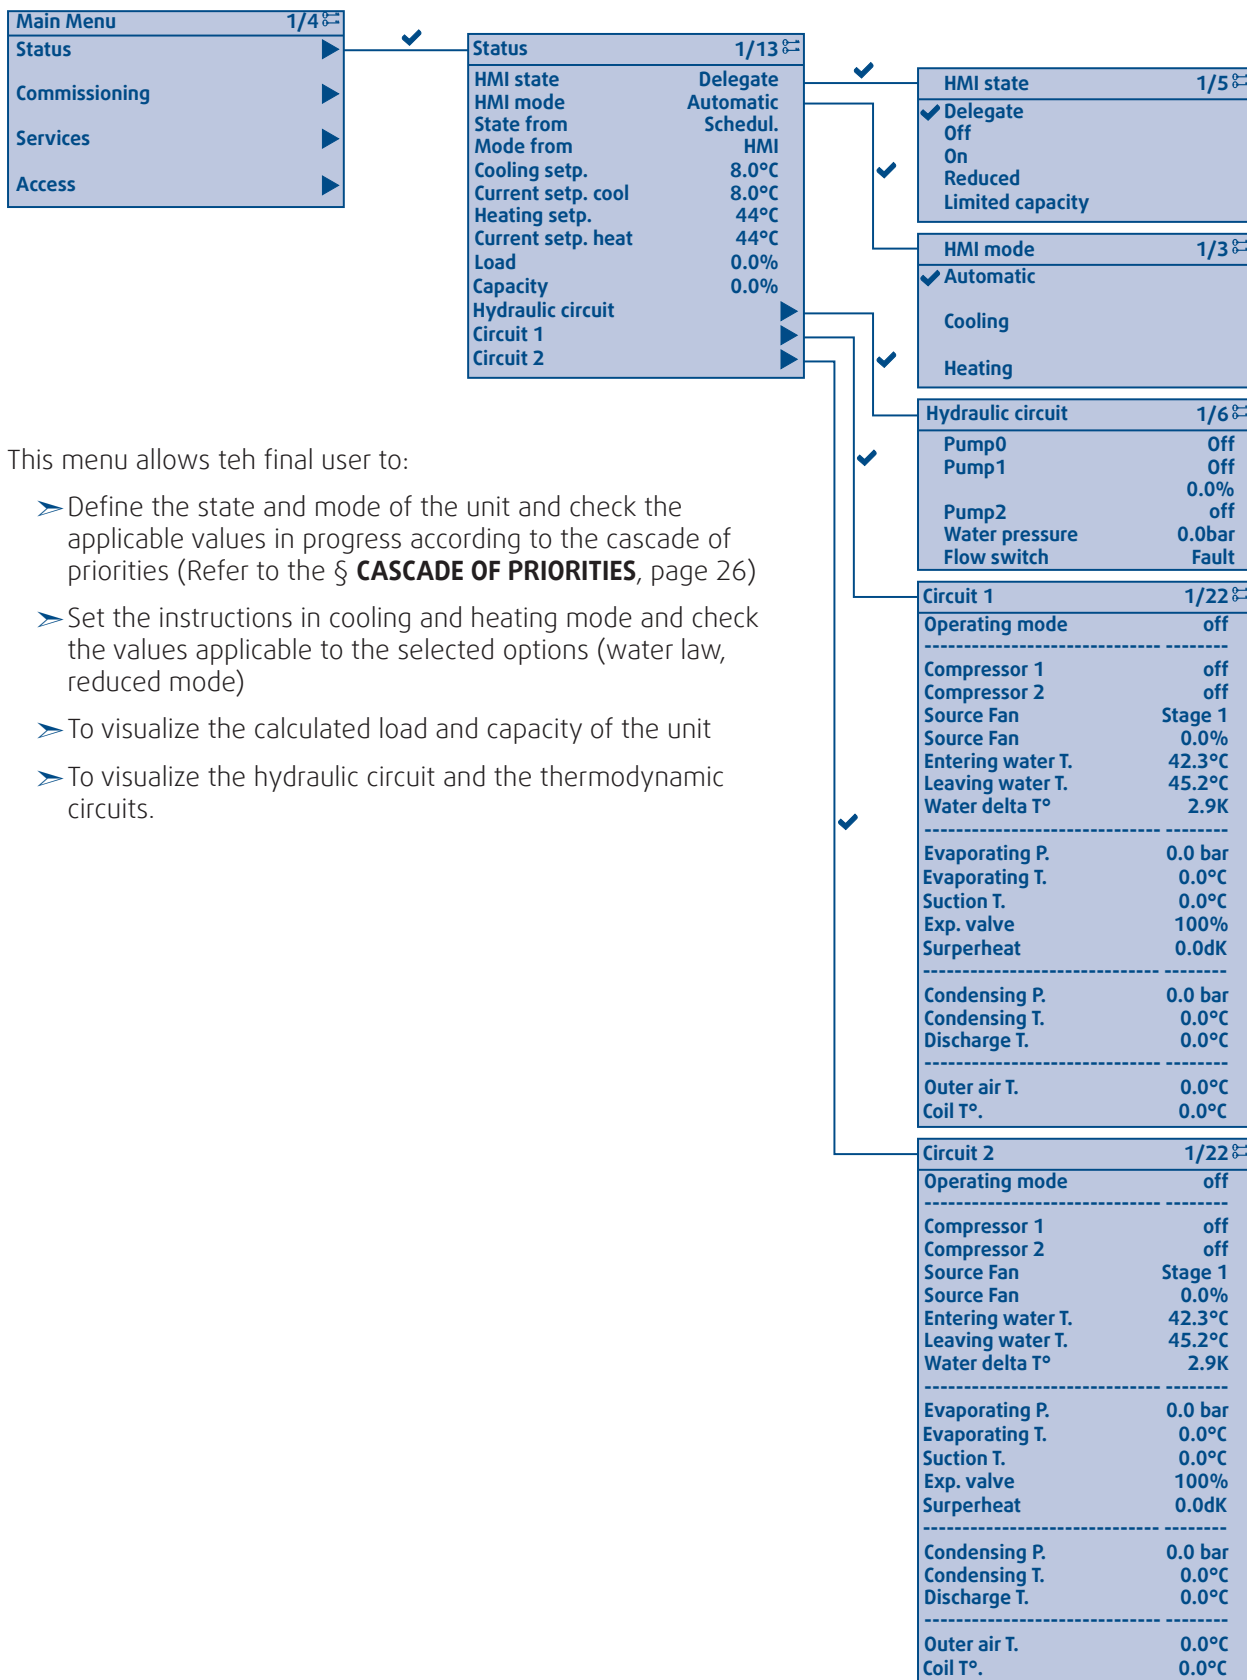 Main Menu 1/4
Status
Commissioning
Services
Access
Status 1/13
HMI state Delegate
HMI mode Automatic
State from Schedul.
Mode from HMI
Cooling setp. 8.0°C
Current setp. cool 8.0°C
Heating setp. 44°C
Current setp. heat 44°C
Load 0.0%
Capacity 0.0%
Hydraulic circuit
Circuit 1
Circuit 2
HMI state 1/5
Delegate
Off
On
Reduced
Limited capacity
HMI mode 1/3
Automatic
Cooling
Heating
Hydraulic circuit 1/6
Pump0 Off
Pump1 Off
0.0%
Pump2 off
Water pressure 0.0bar
Flow switch Fault
This menu allows teh final user to:
➢ Define the state and mode of the unit and check the
applicable values in progress according to the cascade of
priorities (Refer to the § CASCADE OF PRIORITIES, page 26)
➢ Set the instructions in cooling and heating mode and check
the values applicable to the selected options (water law,
reduced mode)
➢ To visualize the calculated load and capacity of the unit
➢ To visualize the hydraulic circuit and the thermodynamic
circuits.
Circuit 1 1/22
Operating mode off
------------------------------ --------
Compressor 1 off
Compressor 2 off
Source Fan Stage 1
Source Fan 0.0%
Entering water T. 42.3°C
Leaving water T. 45.2°C
Water delta T° 2.9K
------------------------------ --------
Evaporating P. 0.0 bar
Evaporating T. 0.0°C
Suction T. 0.0°C
Exp. valve 100%
Surperheat 0.0dK
------------------------------ --------
Condensing P. 0.0 bar
Condensing T. 0.0°C
Discharge T. 0.0°C
------------------------------ --------
Outer air T. 0.0°C
Coil T°. 0.0°C
Circuit 2 1/22
Operating mode off
------------------------------ --------
Compressor 1 off
Compressor 2 off
Source Fan Stage 1
Source Fan 0.0%
Entering water T. 42.3°C
Leaving water T. 45.2°C
Water delta T° 2.9K
------------------------------ --------
Evaporating P. 0.0 bar
Evaporating T. 0.0°C
Suction T. 0.0°C
Exp. valve 100%
Surperheat 0.0dK
------------------------------ --------
Condensing P. 0.0 bar
Condensing T. 0.0°C
Discharge T. 0.0°C
------------------------------ --------
Outer air T. 0.0°C
Coil T°. 0.0°C